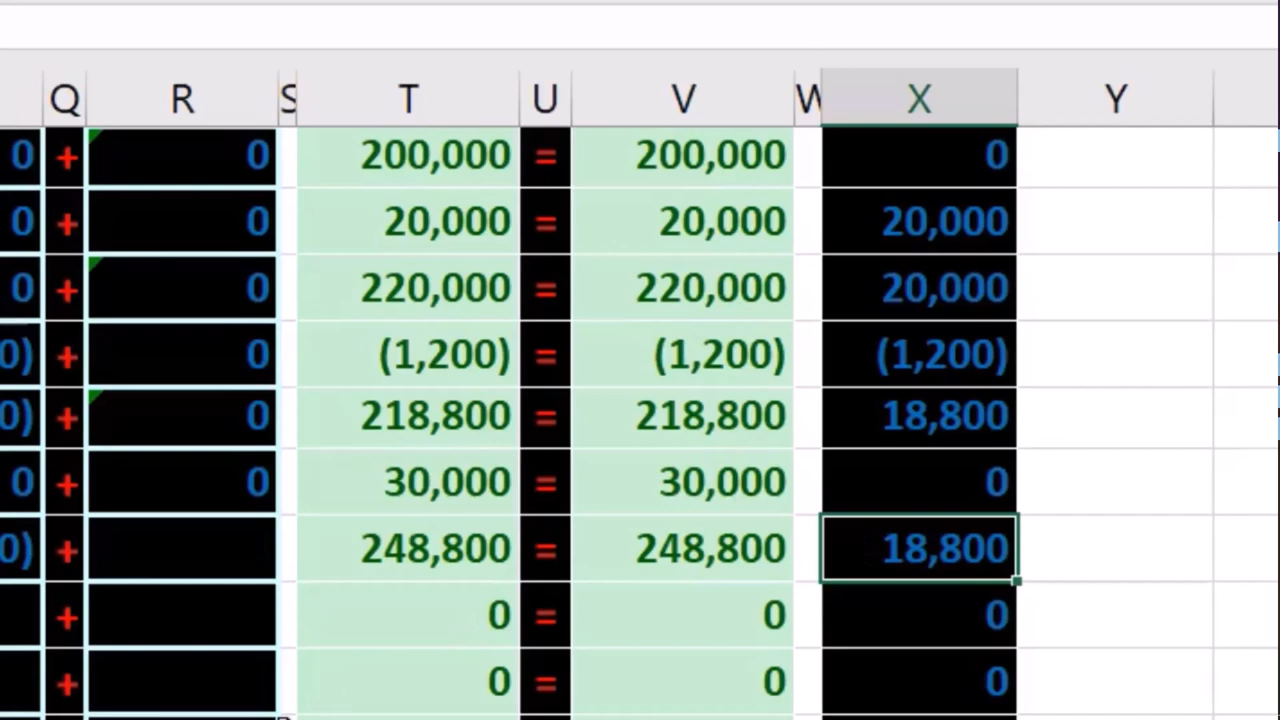 Q R S T U V W X Y
0 + 0 200,000 = 200,000 0
0 + 0 20,000 = 20,000 20,000
0 + 0 220,000 = 220,000 20,000
0) + 0 (1,200) = (1,200) (1,200)
0) + 0 218,800 = 218,800 18,800
0 + 0 30,000 = 30,000 0
0) + 248,800 = 248,800 18,800
+ 0 = 0 0
+ 0 = 0 0